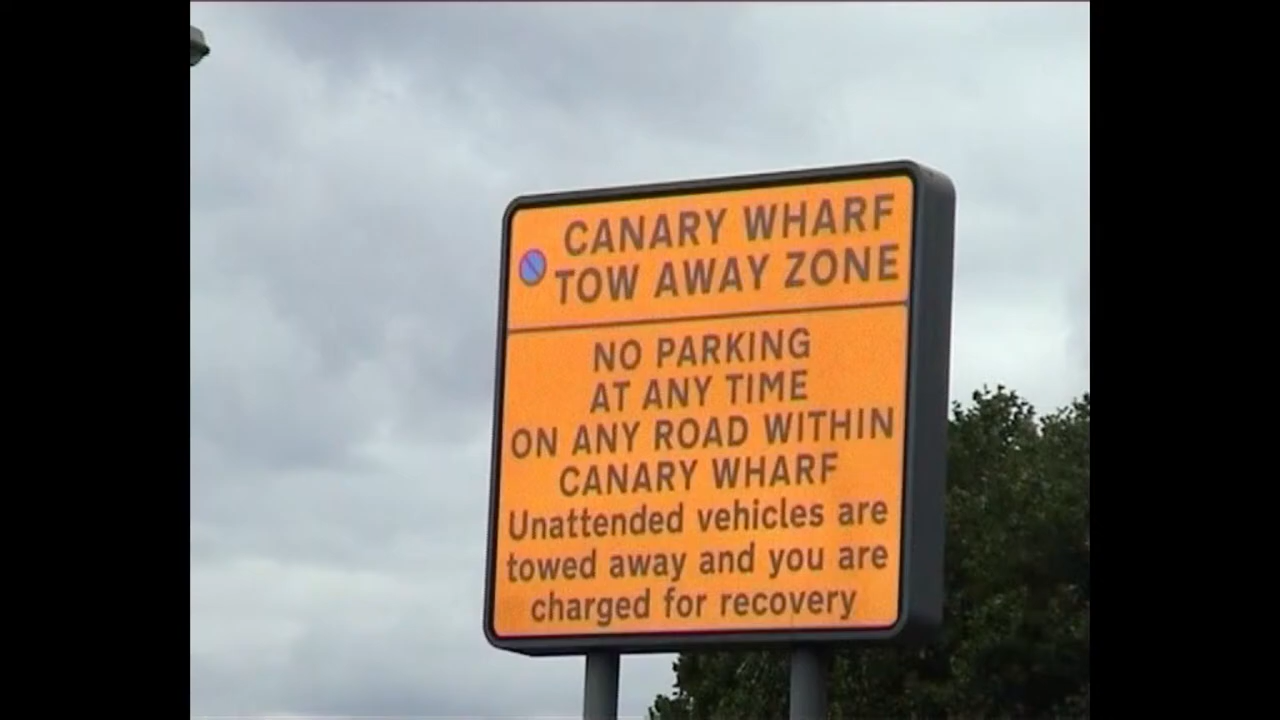 CANARY WHARF
TOW AWAY ZONE
NO PARKING
AT ANY TIME
ON ANY ROAD WITHIN
CANARY WHARF
Unattended vehicles are
towed away and you are
charged for recovery